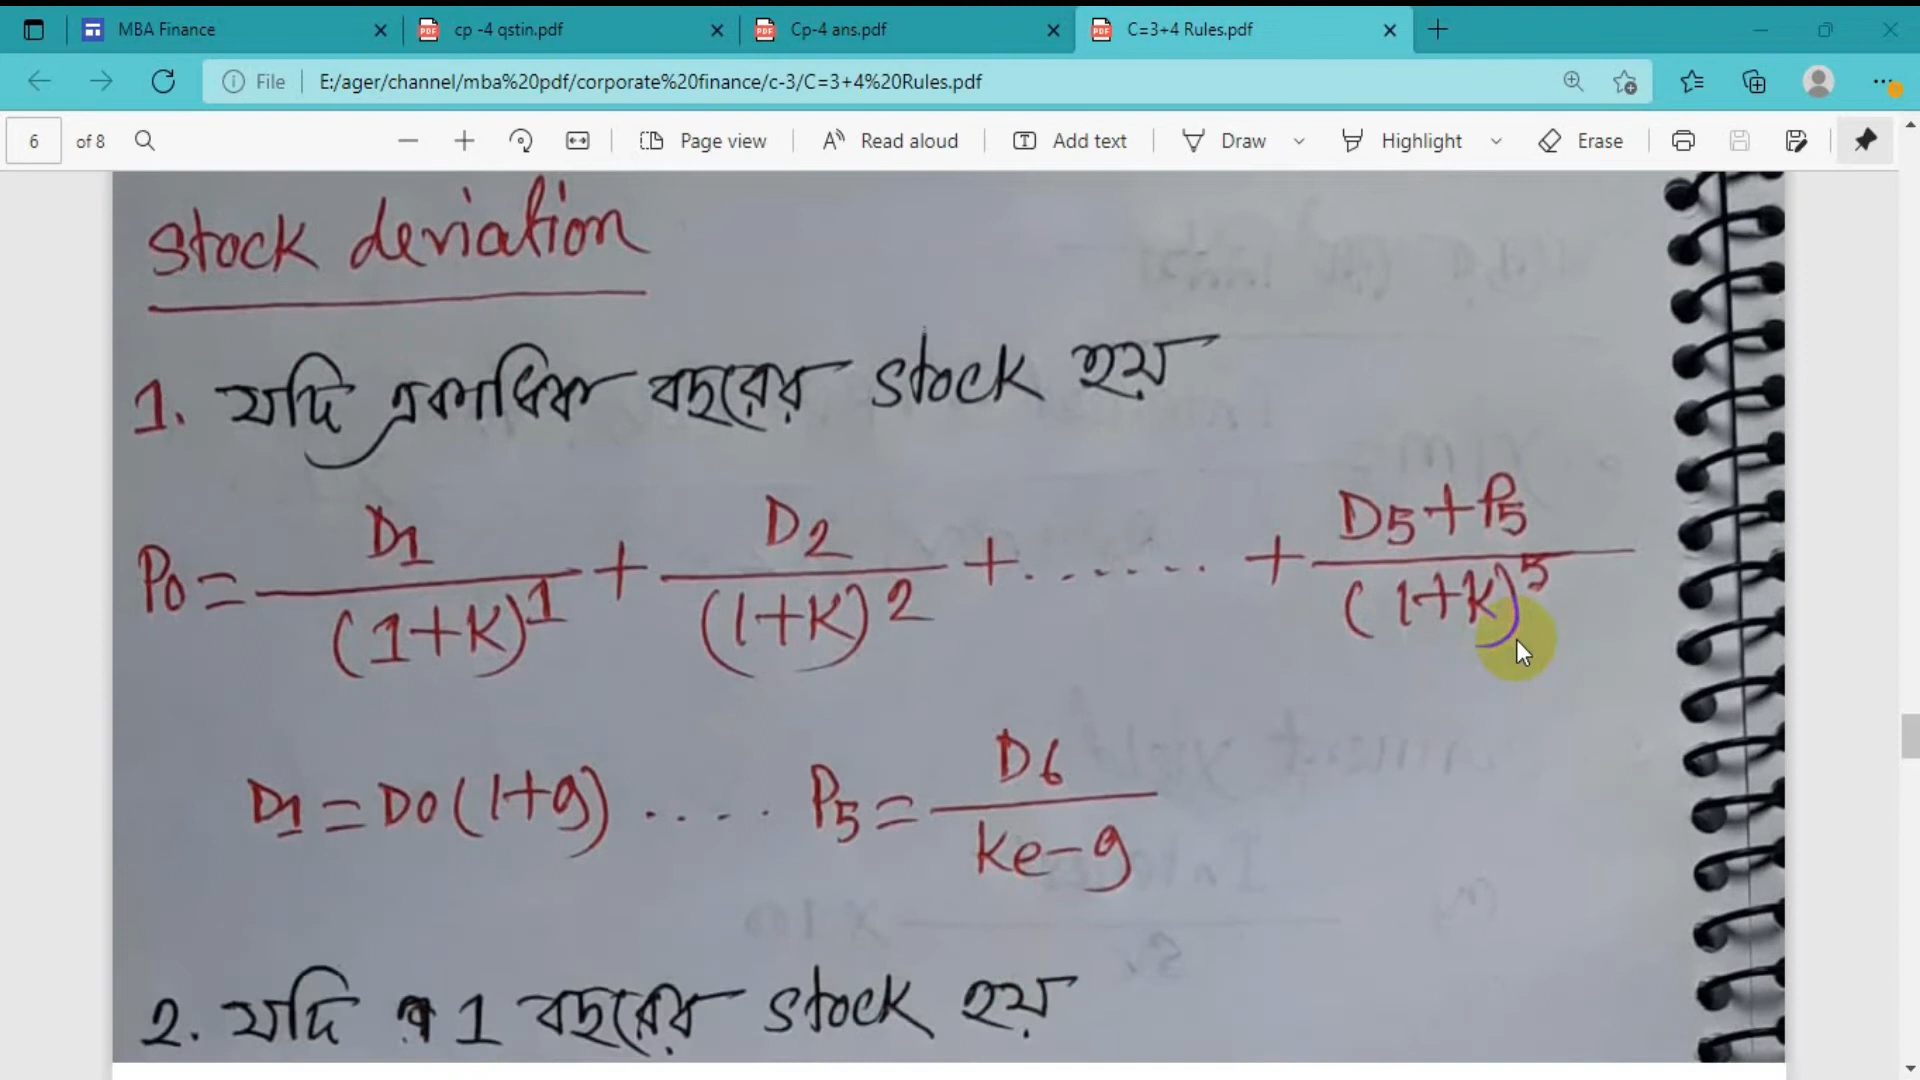 MBA Finance
cp -4 qstin.pdf
Cp-4 ans.pdf
C=3+4 Rules.pdf
File E:/ager/channel/mba%20pdf/corporate%20finance/c-3/C=3+4%20Rules.pdf
6 of 8 Page view Read aloud Add text Draw Highlight Erase
Stock deviation
1. যদি একাধিক বছরের stock হয়
P0 = D1/(1+K)^1 + D2/(1+K)^2 + ....... + D5+P5/(1+K)^5
D1 = D0(1+g) ..... P5 = D6/ke-g
2. যদি 1 বছরের stock হয়